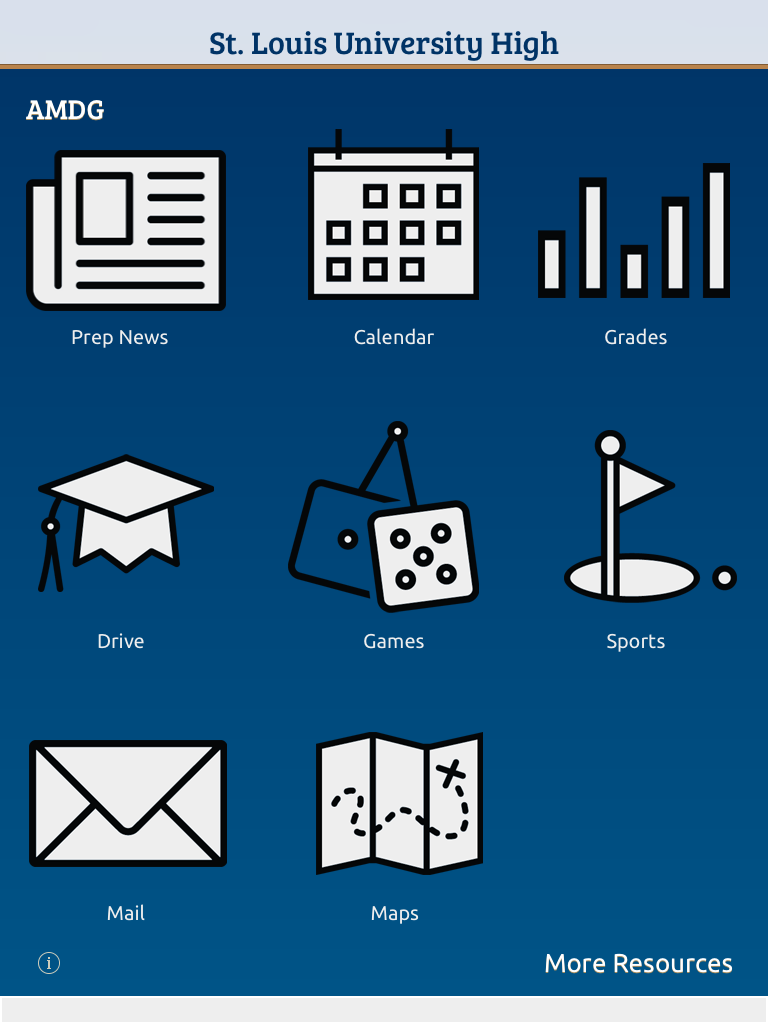 St. Louis University High
AMDG
Prep News
Calendar
Grades
Drive
Games
Sports
Mail
Maps
i
More Resources